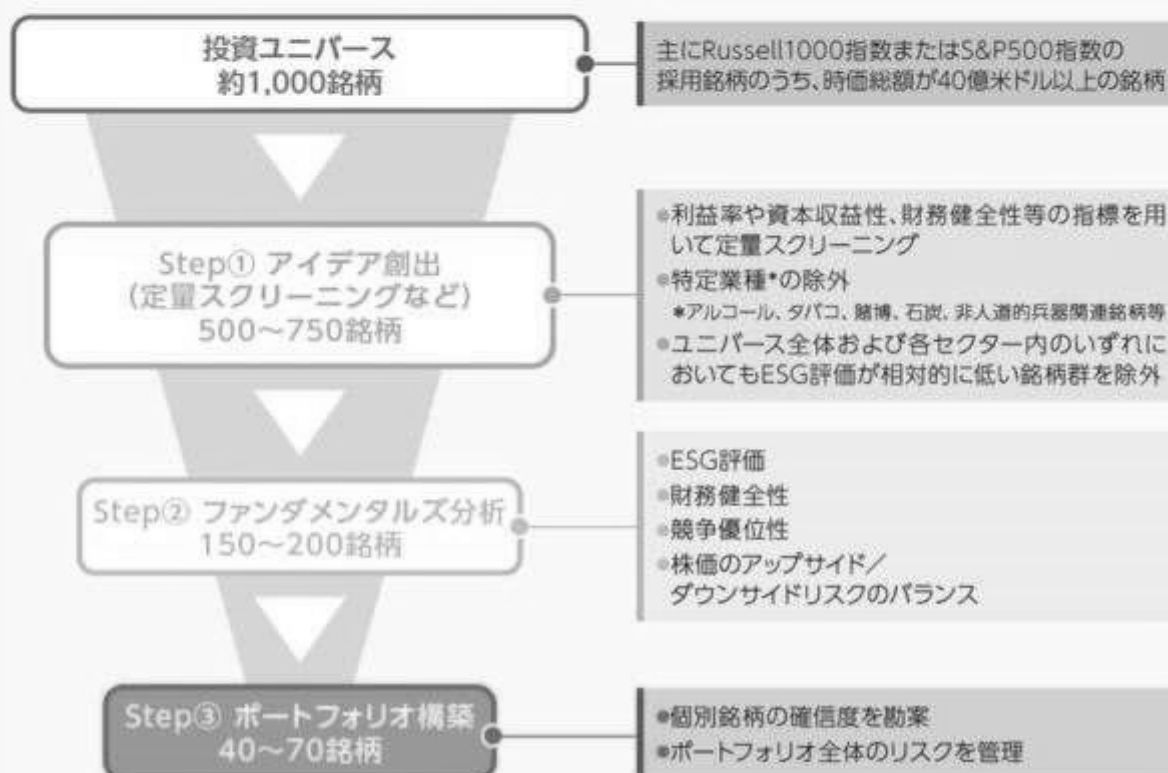 投資ユニバース
約1,000銘柄
主にRussell1000指数またはS&P500指数の
採用銘柄のうち、時価総額が40億米ドル以上の銘柄
Step① アイデア創出
(定量スクリーニングなど)
500〜750銘柄
●利益率や資本収益性、財務健全性等の指標を用
いて定量スクリーニング
●特定業種*の除外
*アルコール、タバコ、賭博、石炭、非人道的兵器関連銘柄等
●ユニバース全体および各セクター内のいずれに
おいてもESG評価が相対的に低い銘柄群を除外
Step② ファンダメンタルズ分析
150〜200銘柄
●ESG評価
●財務健全性
●競争優位性
●株価のアップサイド/
ダウンサイドリスクのバランス
Step③ ポートフォリオ構築
40〜70銘柄
●個別銘柄の確信度を勘案
●ポートフォリオ全体のリスクを管理